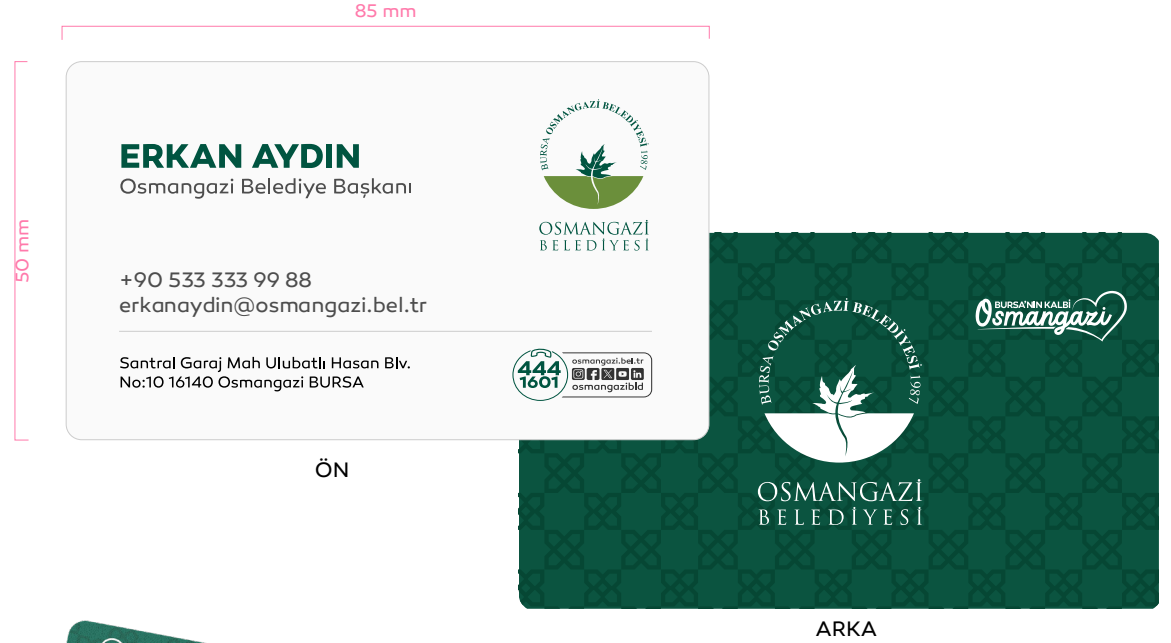 85 mm
50 mm
BURSA OSMANGAZİ BELEDİYESİ 1987
OSMANGAZİ
BELEDİYESİ
ERKAN AYDIN
Osmangazi Belediye Başkanı
+90 533 333 99 88
erkanaydin@osmangazi.bel.tr
Santral Garaj Mah Ulubatlı Hasan Blv.
No:10 16140 Osmangazi BURSA
444
1601
osmangazi.bel.tr
osmangazibld
ÖN
BURSA OSMANGAZİ BELEDİYESİ 1987
OSMANGAZİ
BELEDİYESİ
BURSA'NIN KALBİ
Osmangazi
ARKA